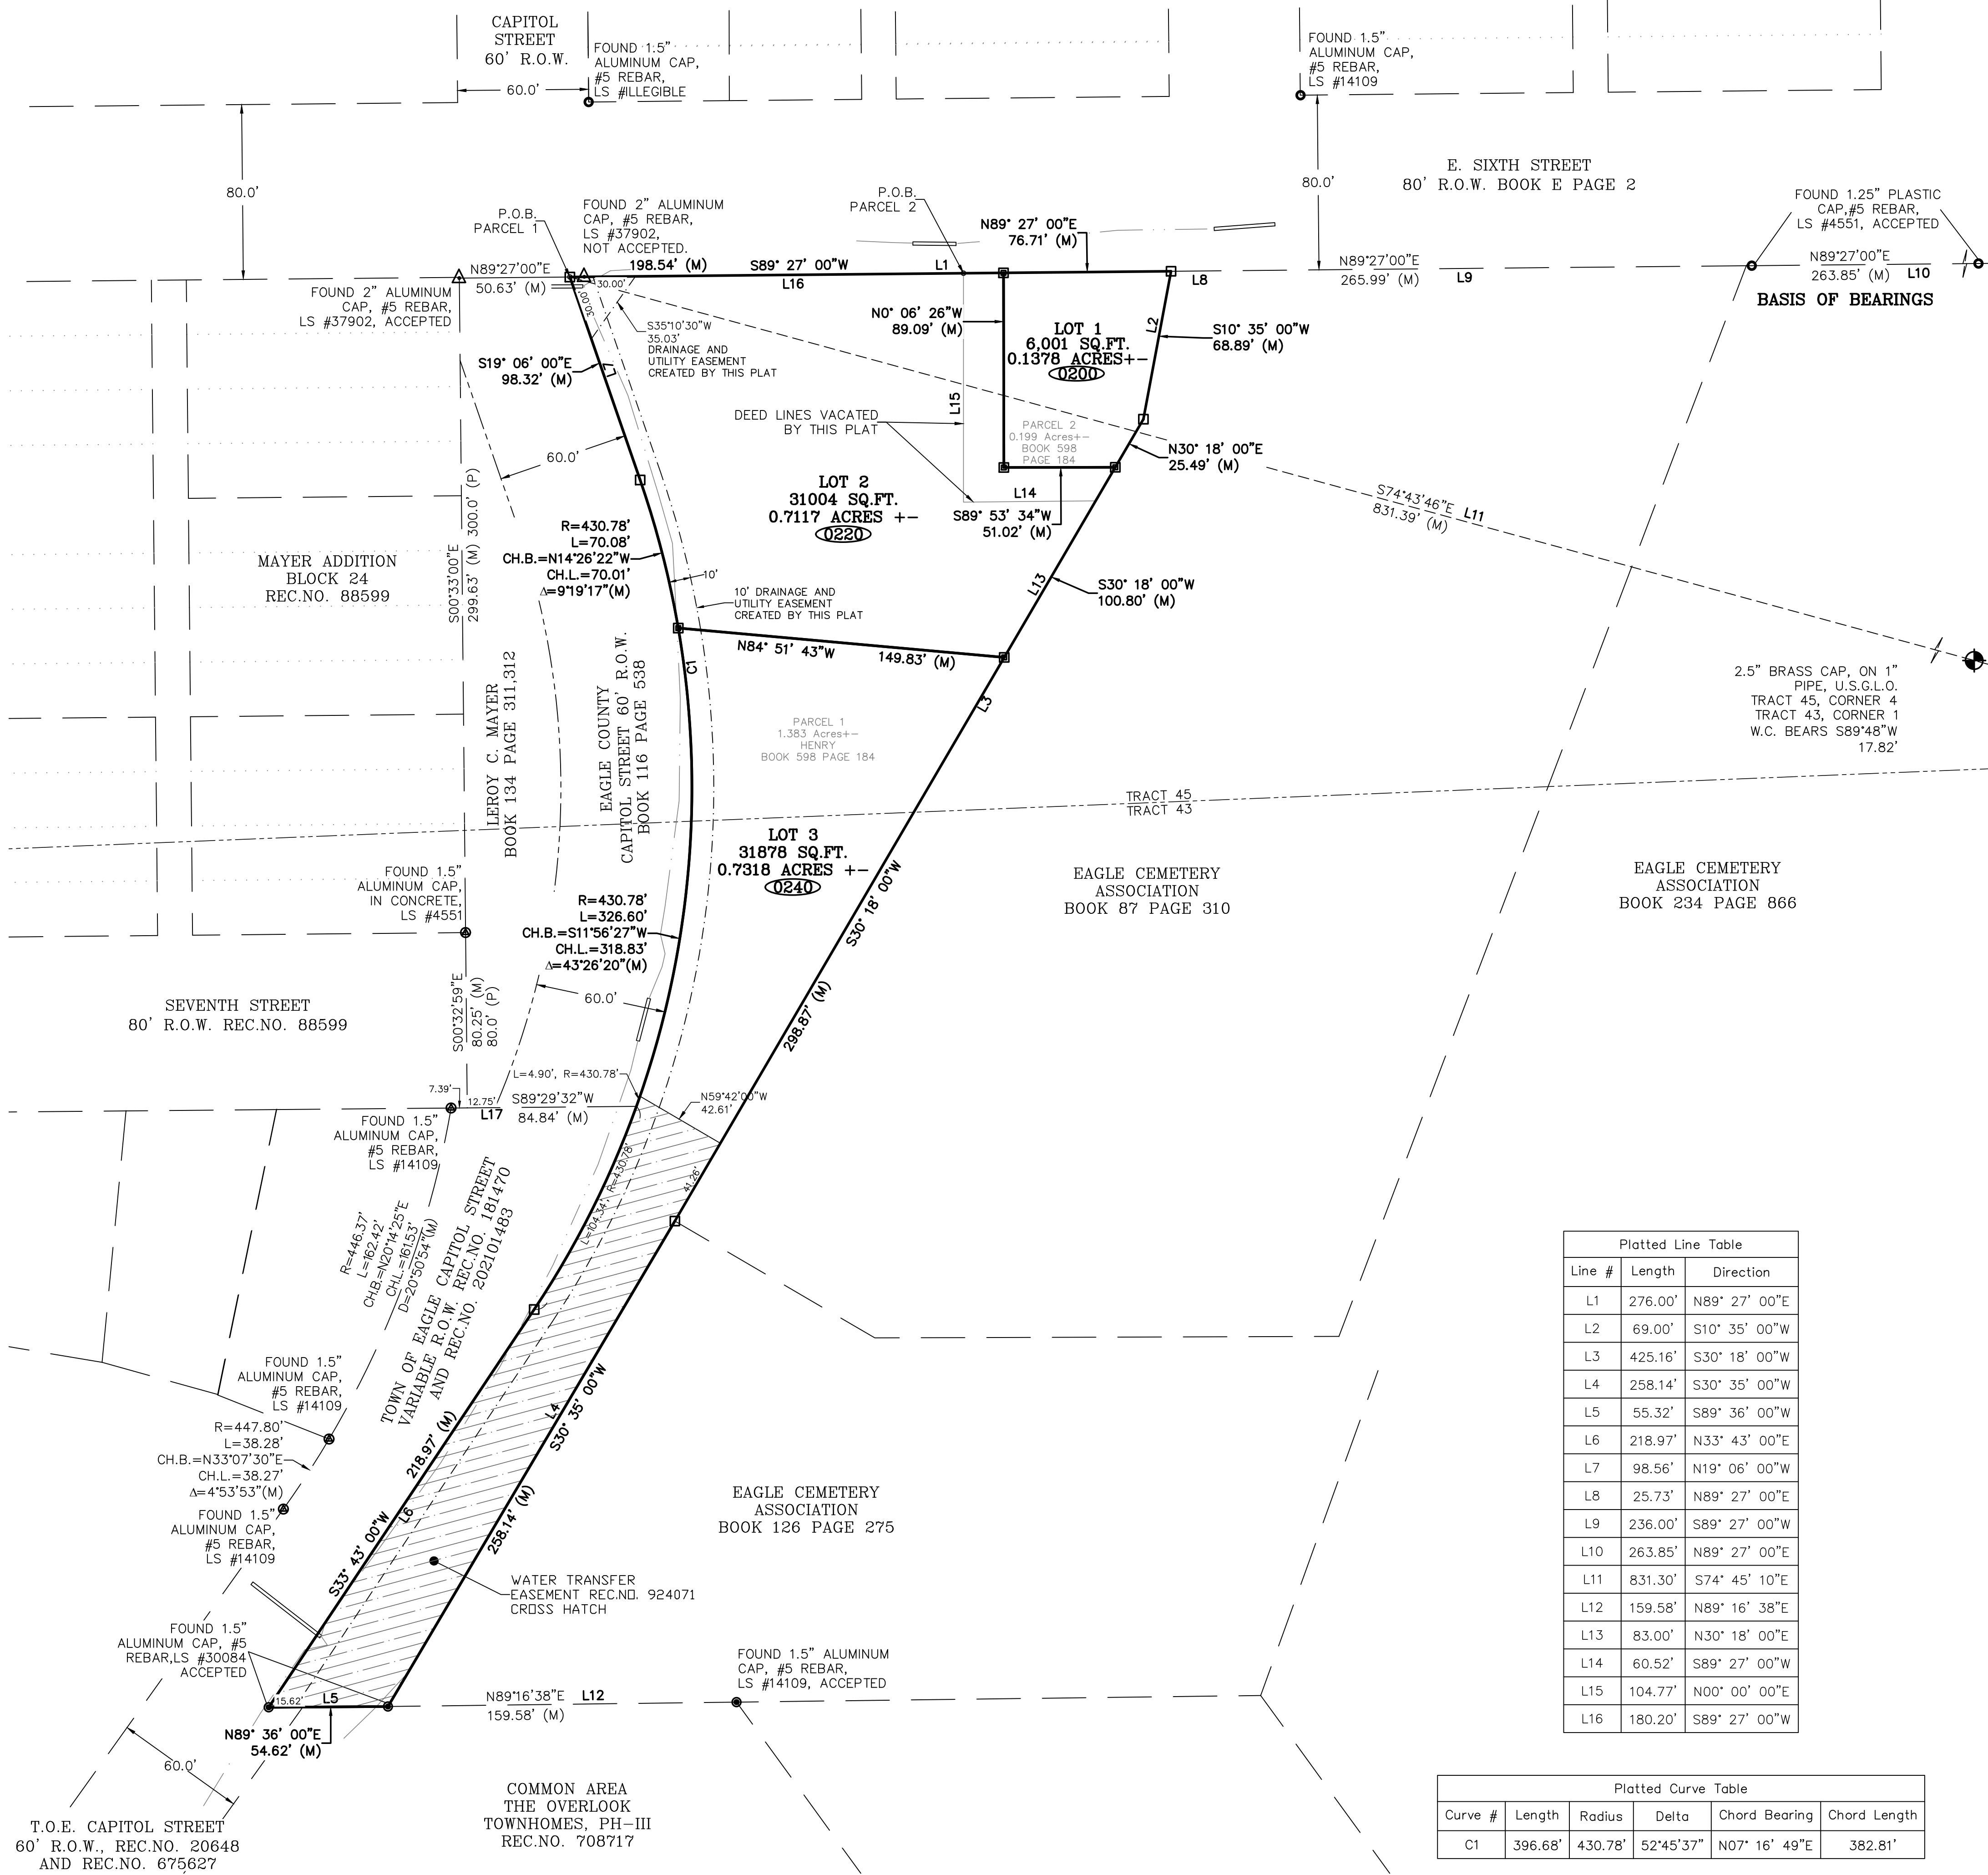 CAPITOL
STREET
60' R.O.W.
60.0'
FOUND 1.5"
ALUMINUM CAP,
#5 REBAR,
LS #ILLEGIBLE
FOUND 1.5"
ALUMINUM CAP,
#5 REBAR,
LS #14109
80.0'
80.0'
E. SIXTH STREET
80' R.O.W. BOOK E PAGE 2
FOUND 1.25" PLASTIC
CAP,#5 REBAR,
LS #4551, ACCEPTED
P.O.B.
PARCEL 1
FOUND 2" ALUMINUM
CAP, #5 REBAR,
LS #37902,
NOT ACCEPTED.
P.O.B.
PARCEL 2
N89° 27' 00"E
76.71' (M)
N89°27'00"E
50.63' (M)
198.54' (M)
S89° 27' 00"W
L16
L1
L8
N89°27'00"E
265.99' (M)
L9
N89°27'00"E
263.85' (M)
L10
BASIS OF BEARINGS
FOUND 2" ALUMINUM
CAP, #5 REBAR,
LS #37902, ACCEPTED
30.00'
30.00'
S35°10'30"W
35.03'
DRAINAGE AND
UTILITY EASEMENT
CREATED BY THIS PLAT
N0° 06' 26"W
89.09' (M)
LOT 1
6,001 SQ.FT.
0.1378 ACRES+-
0200
L2
S10° 35' 00"W
68.89' (M)
S19° 06' 00"E
98.32' (M)
L7
L15
DEED LINES VACATED
BY THIS PLAT
PARCEL 2
0.199 Acres+-
BOOK 598
PAGE 184
N30° 18' 00"E
25.49' (M)
60.0'
LOT 2
31004 SQ.FT.
0.7117 ACRES +-
0220
L14
S89° 53' 34"W
51.02' (M)
S74°43'46"E
831.39' (M)
L11
S00°33'00"E
299.63' (M) 300.0' (P)
R=430.78'
L=70.08'
CH.B.=N14°26'22"W
CH.L.=70.01'
Δ=9°19'17"(M)
10'
10' DRAINAGE AND
UTILITY EASEMENT
CREATED BY THIS PLAT
L13
S30° 18' 00"W
100.80' (M)
MAYER ADDITION
BLOCK 24
REC.NO. 88599
N84° 51' 43"W
149.83' (M)
C1
L3
LEROY C. MAYER
BOOK 134 PAGE 311,312
EAGLE COUNTY
CAPITOL STREET 60' R.O.W.
BOOK 116 PAGE 538
PARCEL 1
1.383 Acres+-
HENRY
BOOK 598 PAGE 184
2.5" BRASS CAP, ON 1"
PIPE, U.S.G.L.O.
TRACT 45, CORNER 4
TRACT 43, CORNER 1
W.C. BEARS S89°48"W
17.82'
TRACT 45
TRACT 43
LOT 3
31878 SQ.FT.
0.7318 ACRES +-
0240
FOUND 1.5"
ALUMINUM CAP,
IN CONCRETE,
LS #4551
EAGLE CEMETERY
ASSOCIATION
BOOK 87 PAGE 310
EAGLE CEMETERY
ASSOCIATION
BOOK 234 PAGE 866
R=430.78'
L=326.60'
CH.B.=S11°56'27"W
CH.L.=318.83'
Δ=43°26'20"(M)
S30° 18' 00"W
298.87' (M)
60.0'
SEVENTH STREET
80' R.O.W. REC.NO. 88599
S00°32'59"E
80.25' (M)
80.0' (P)
L=4.90', R=430.78'
7.39'
12.75'
L17
S89°29'32"W
84.84' (M)
N59°42'00"W
42.61'
FOUND 1.5"
ALUMINUM CAP,
#5 REBAR,
LS #14109
41.26'
L=104.34' R=430.78'
R=446.37'
L=162.42'
CH.B.=N20°14'25"E
CH.L.=161.53'
D=20°50'54"(M)
TOWN OF EAGLE CAPITOL STREET
VARIABLE R.O.W. REC.NO. 181470
AND REC.NO. 202101483
FOUND 1.5"
ALUMINUM CAP,
#5 REBAR,
LS #14109
R=447.80'
L=38.28'
CH.B.=N33°07'30"E
CH.L.=38.27'
Δ=4°53'53"(M)
FOUND 1.5"
ALUMINUM CAP,
#5 REBAR,
LS #14109
218.97' (M)
L6
S33° 43' 00"W
L4
S30° 35' 00"W
258.14' (M)
EAGLE CEMETERY
ASSOCIATION
BOOK 126 PAGE 275
WATER TRANSFER
EASEMENT REC.NO. 924071
CROSS HATCH
FOUND 1.5"
ALUMINUM CAP, #5
REBAR,LS #30084
ACCEPTED
FOUND 1.5" ALUMINUM
CAP, #5 REBAR,
LS #14109, ACCEPTED
15.62'
L5
N89°16'38"E
159.58' (M)
L12
N89° 36' 00"E
54.62' (M)
60.0'
T.O.E. CAPITOL STREET
60' R.O.W., REC.NO. 20648
AND REC.NO. 675627
COMMON AREA
THE OVERLOOK
TOWNHOMES, PH-III
REC.NO. 708717
Platted Line Table
Line # Length Direction
L1 276.00' N89° 27' 00"E
L2 69.00' S10° 35' 00"W
L3 425.16' S30° 18' 00"W
L4 258.14' S30° 35' 00"W
L5 55.32' S89° 36' 00"W
L6 218.97' N33° 43' 00"E
L7 98.56' N19° 06' 00"W
L8 25.73' N89° 27' 00"E
L9 236.00' S89° 27' 00"W
L10 263.85' N89° 27' 00"E
L11 831.30' S74° 45' 10"E
L12 159.58' N89° 16' 38"E
L13 83.00' N30° 18' 00"E
L14 60.52' S89° 27' 00"W
L15 104.77' N00° 00' 00"E
L16 180.20' S89° 27' 00"W
Platted Curve Table
Curve # Length Radius Delta Chord Bearing Chord Length
C1 396.68' 430.78' 52°45'37" N07° 16' 49"E 382.81'